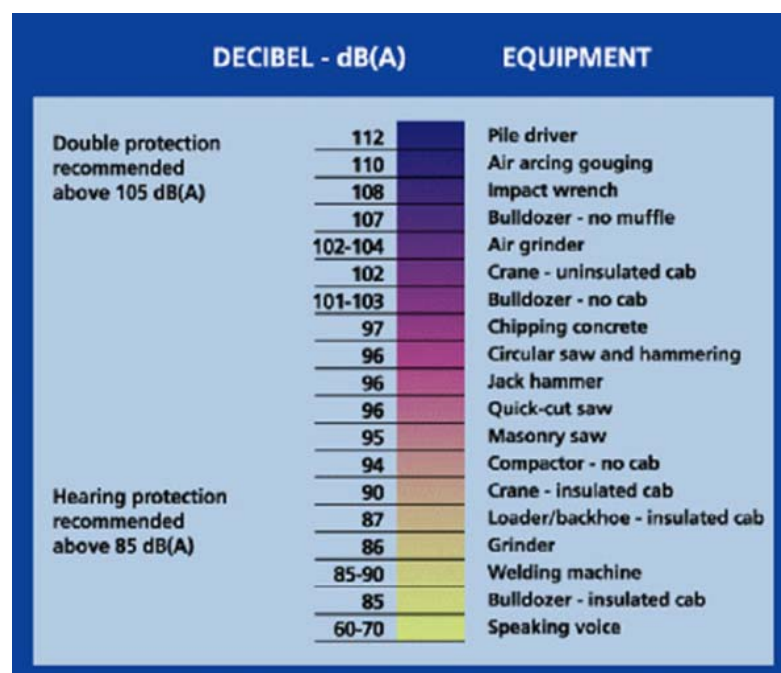 DECIBEL - dB(A) EQUIPMENT
Double protection
recommended
above 105 dB(A)
112 Pile driver
110 Air arcing gouging
108 Impact wrench
107 Bulldozer - no muffle
102-104 Air grinder
102 Crane - uninsulated cab
101-103 Bulldozer - no cab
97 Chipping concrete
96 Circular saw and hammering
96 Jack hammer
96 Quick-cut saw
95 Masonry saw
94 Compactor - no cab
Hearing protection
recommended
above 85 dB(A)
90 Crane - insulated cab
87 Loader/backhoe - insulated cab
86 Grinder
85-90 Welding machine
85 Bulldozer - insulated cab
60-70 Speaking voice